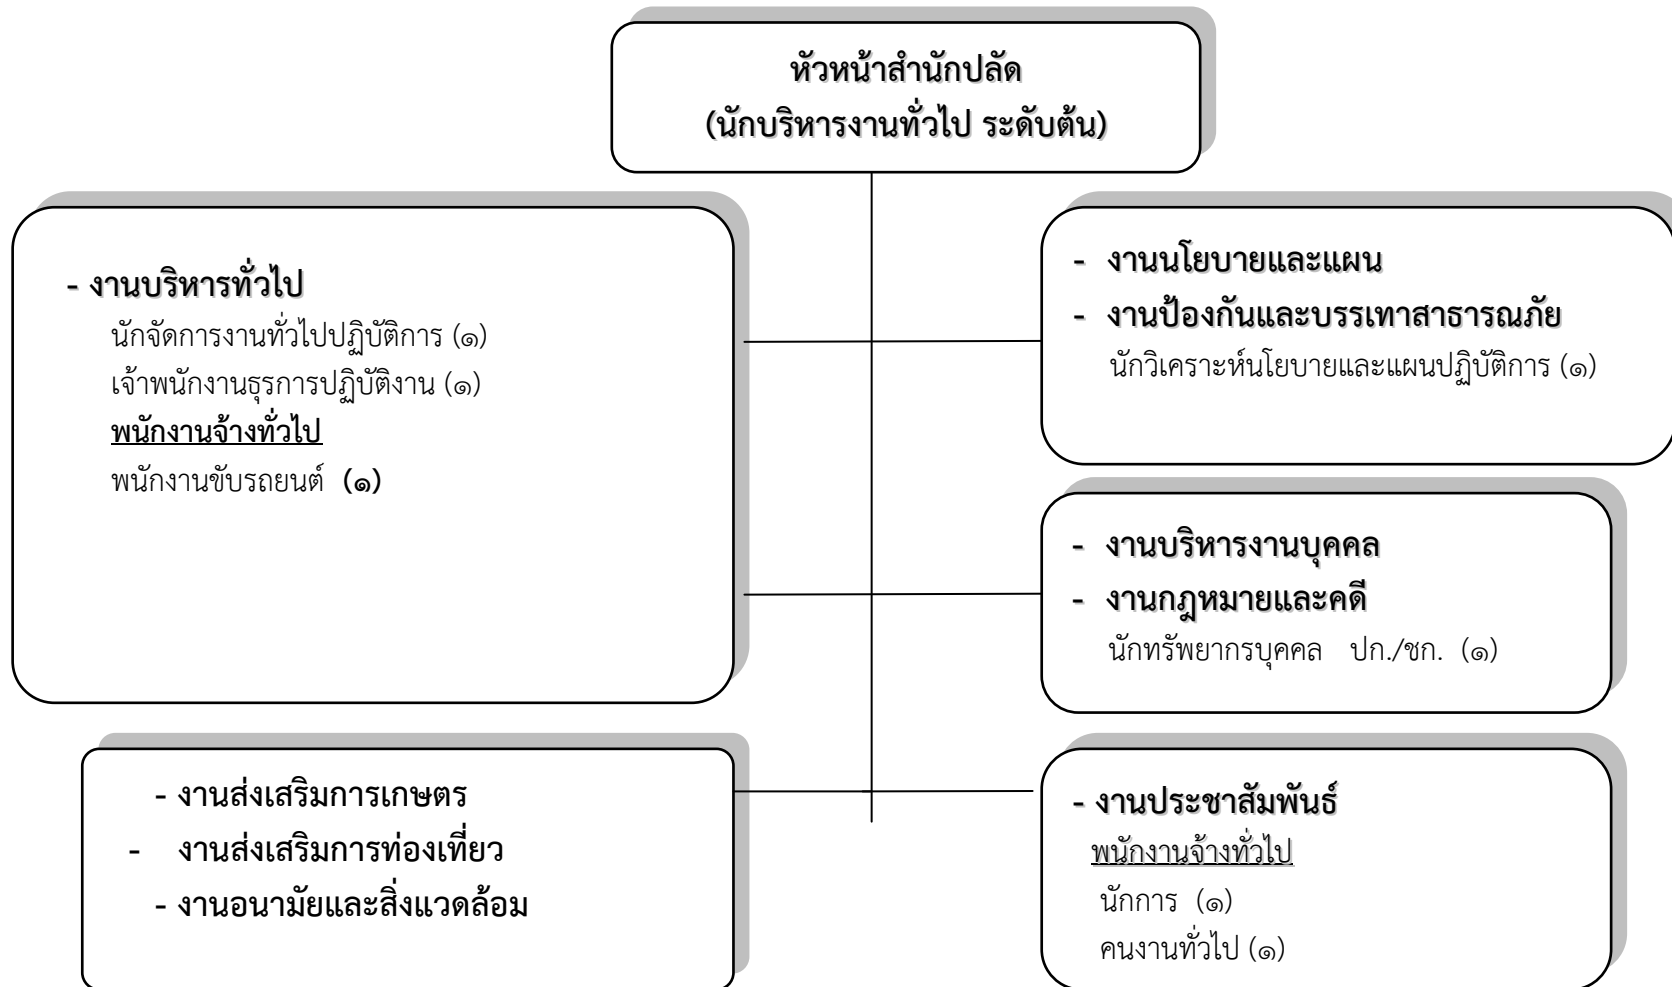 หัวหน้าสำนักปลัด
(นักบริหารงานทั่วไป ระดับต้น)
- งานบริหารทั่วไป
นักจัดการงานทั่วไปปฏิบัติการ (๑)
เจ้าพนักงานธุรการปฏิบัติงาน (๑)
พนักงานจ้างทั่วไป
พนักงานขับรถยนต์ (๑)
- งานนโยบายและแผน
- งานป้องกันและบรรเทาสาธารณภัย
นักวิเคราะห์นโยบายและแผนปฏิบัติการ (๑)
- งานบริหารงานบุคคล
- งานกฎหมายและคดี
นักทรัพยากรบุคคล ปก./ชก. (๑)
- งานส่งเสริมการเกษตร
- งานส่งเสริมการท่องเที่ยว
- งานอนามัยและสิ่งแวดล้อม
- งานประชาสัมพันธ์
พนักงานจ้างทั่วไป
นักการ (๑)
คนงานทั่วไป (๑)